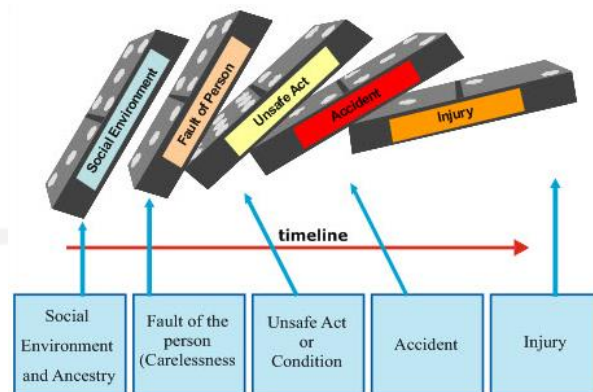 Social Environment
Fault of Person
Unsafe Act
Accident
Injury
timeline
Social
Environment
and Ancestry
Fault of the
person
(Carelessness
Unsafe Act
or
Condition
Accident
Injury